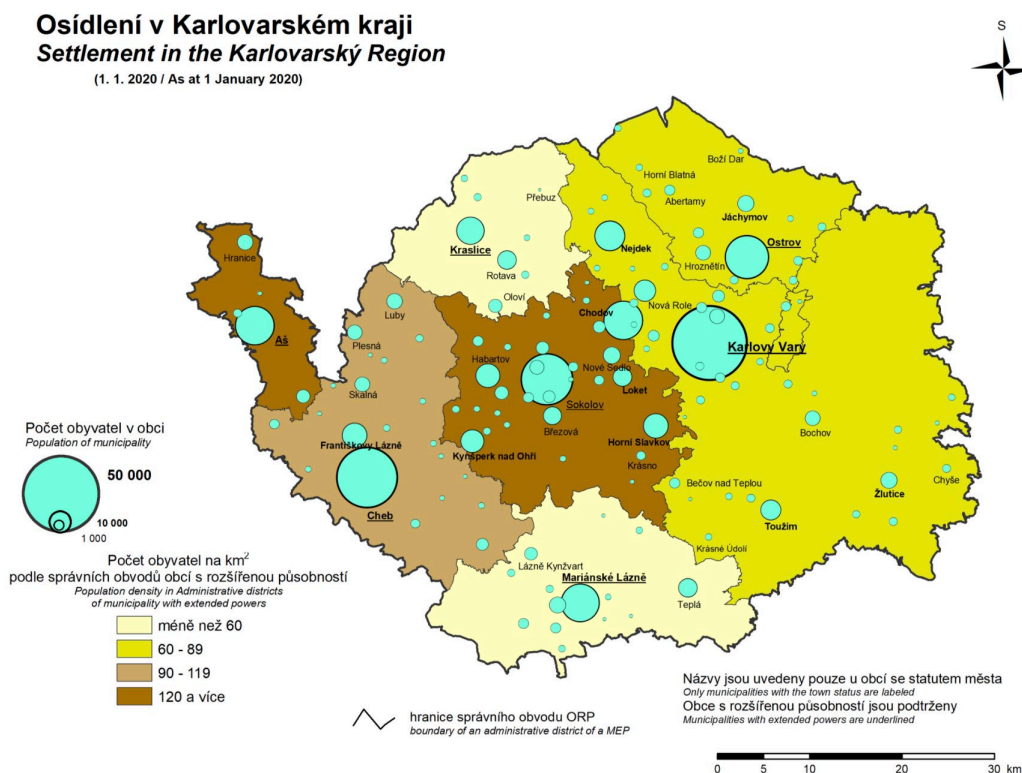 Osídlení v Karlovarském kraji
Settlement in the Karlovarský Region
(1. 1. 2020 / As at 1 January 2020)
S
Boží Dar
Horní Blatná
Přebuz
Abertamy
Jáchymov
Kraslice
Nejdek
Ostrov
Hranice
Hroznětín
Rotava
Oloví
Nová Role
Luby
Chodov
Aš
Plesná
Karlovy Vary
Habartov
Nové Sedlo
Skalná
Loket
Sokolov
Březová
Bochov
Počet obyvatel v obci
Population of municipality
Františkovy Lázně
Kynšperk nad Ohří
Horní Slavkov
Krásno
50 000
Bečov nad Teplou
Žlutice
Chyše
Cheb
10 000
Toužim
1 000
Krásné Údolí
Počet obyvatel na km²
podle správních obvodů obcí s rozšířenou působností
Population density in Administrative districts
of municipality with extended powers
Lázně Kynžvart
Mariánské Lázně
Teplá
méně než 60
60 - 89
90 - 119
120 a více
Názvy jsou uvedeny pouze u obcí se statutem města
Only municipalities with the town status are labeled
Obce s rozšířenou působností jsou podtrženy
Municipalities with extended powers are underlined
hranice správního obvodu ORP
boundary of an administrative district of a MEP
0 5 10 20 30 km